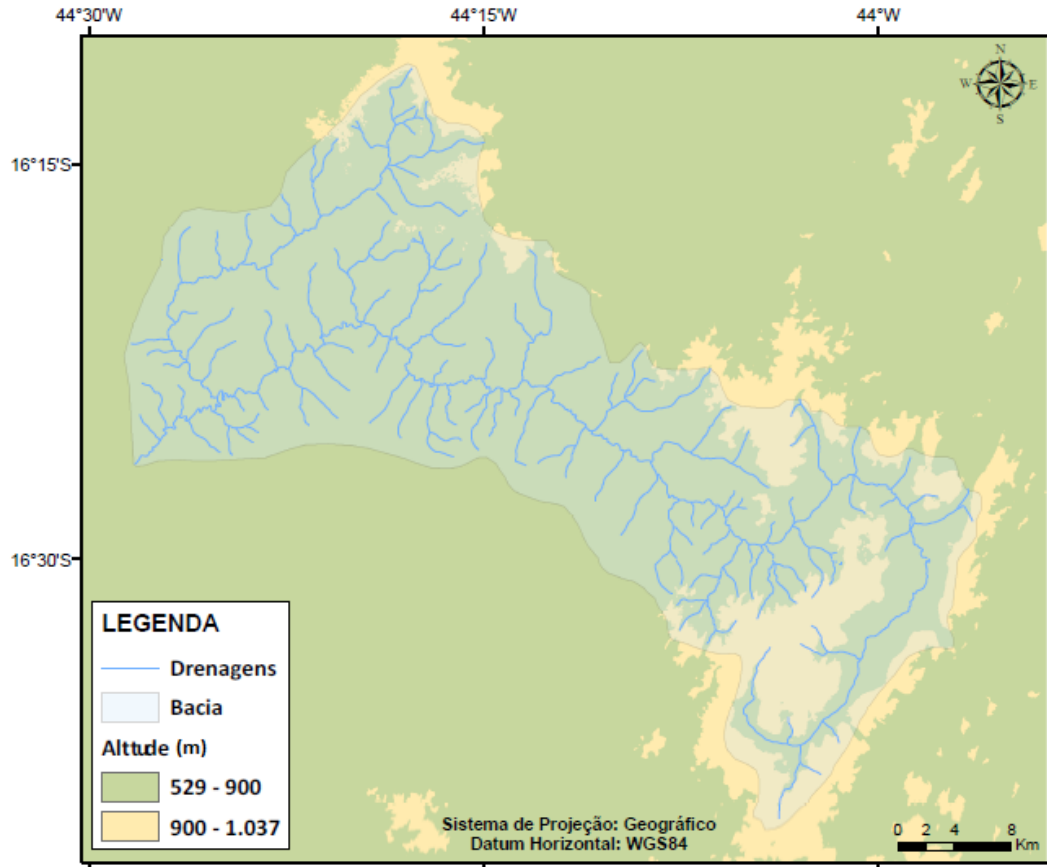 44°30'W 44°15'W 44°W
N
W E
S
16°15'S
16°30'S
LEGENDA
Drenagens
Bacia
Alttude (m)
529 - 900
900 - 1.037
Sistema de Projeção: Geográfico
Datum Horizontal: WGS84
0 2 4 8
Km